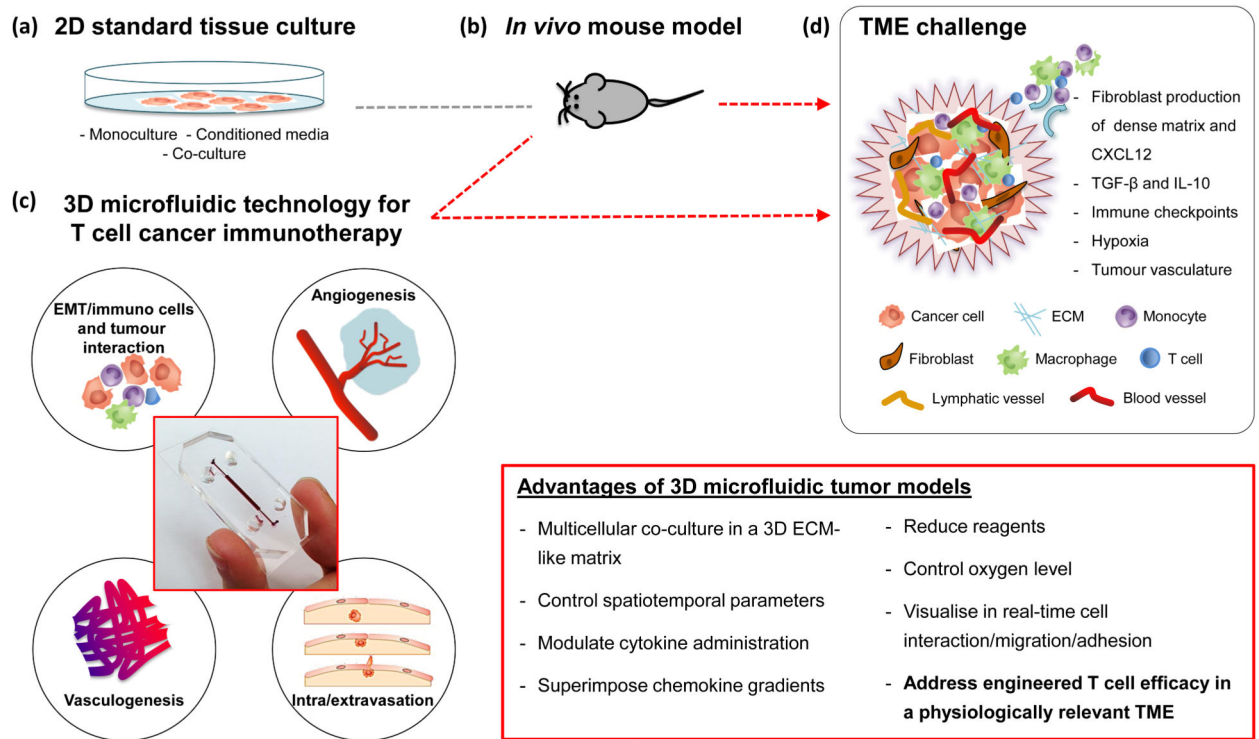 (a) 2D standard tissue culture
- Monoculture - Conditioned media
- Co-culture
(b) In vivo mouse model
(c) 3D microfluidic technology for
T cell cancer immunotherapy
EMT/immuno cells
and tumour
interaction
Angiogenesis
Vasculogenesis
Intra/extravasation
(d) TME challenge
- Fibroblast production
of dense matrix and
CXCL12
- TGF-β and IL-10
- Immune checkpoints
- Hypoxia
- Tumour vasculature
Cancer cell ECM Monocyte
Fibroblast Macrophage T cell
Lymphatic vessel Blood vessel
Advantages of 3D microfluidic tumor models
- Multicellular co-culture in a 3D ECM-
like matrix
- Control spatiotemporal parameters
- Modulate cytokine administration
- Superimpose chemokine gradients
- Reduce reagents
- Control oxygen level
- Visualise in real-time cell
interaction/migration/adhesion
- Address engineered T cell efficacy in
a physiologically relevant TME